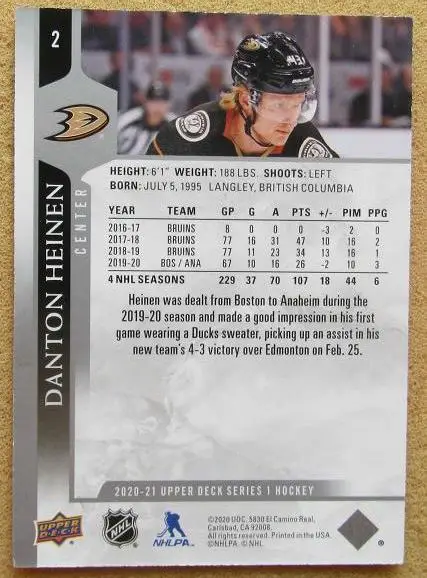 2
43
DANTON HEINEN
CENTER
HEIGHT: 6'1" WEIGHT: 188 LBS. SHOOTS: LEFT
BORN: JULY 5, 1995 LANGLEY, BRITISH COLUMBIA
YEAR TEAM GP G A PTS +/- PIM PPG
2016-17 BRUINS 8 0 0 0 -3 2 0
2017-18 BRUINS 77 16 31 47 10 16 2
2018-19 BRUINS 77 11 23 34 13 16 1
2019-20 BOS / ANA 67 10 16 26 -2 10 3
4 NHL SEASONS 229 37 70 107 18 44 6
Heinen was dealt from Boston to Anaheim during the
2019-20 season and made a good impression in his first
game wearing a Ducks sweater, picking up an assist in his
new team's 4-3 victory over Edmonton on Feb. 25.
2020-21 UPPER DECK SERIES 1 HOCKEY
UPPER DECK
NHL
NHLPA
©2020 UDC. 5830 El Camino Real,
Carlsbad, CA 92008.
All rights reserved. Printed in the USA.
©NHLPA. © NHL.